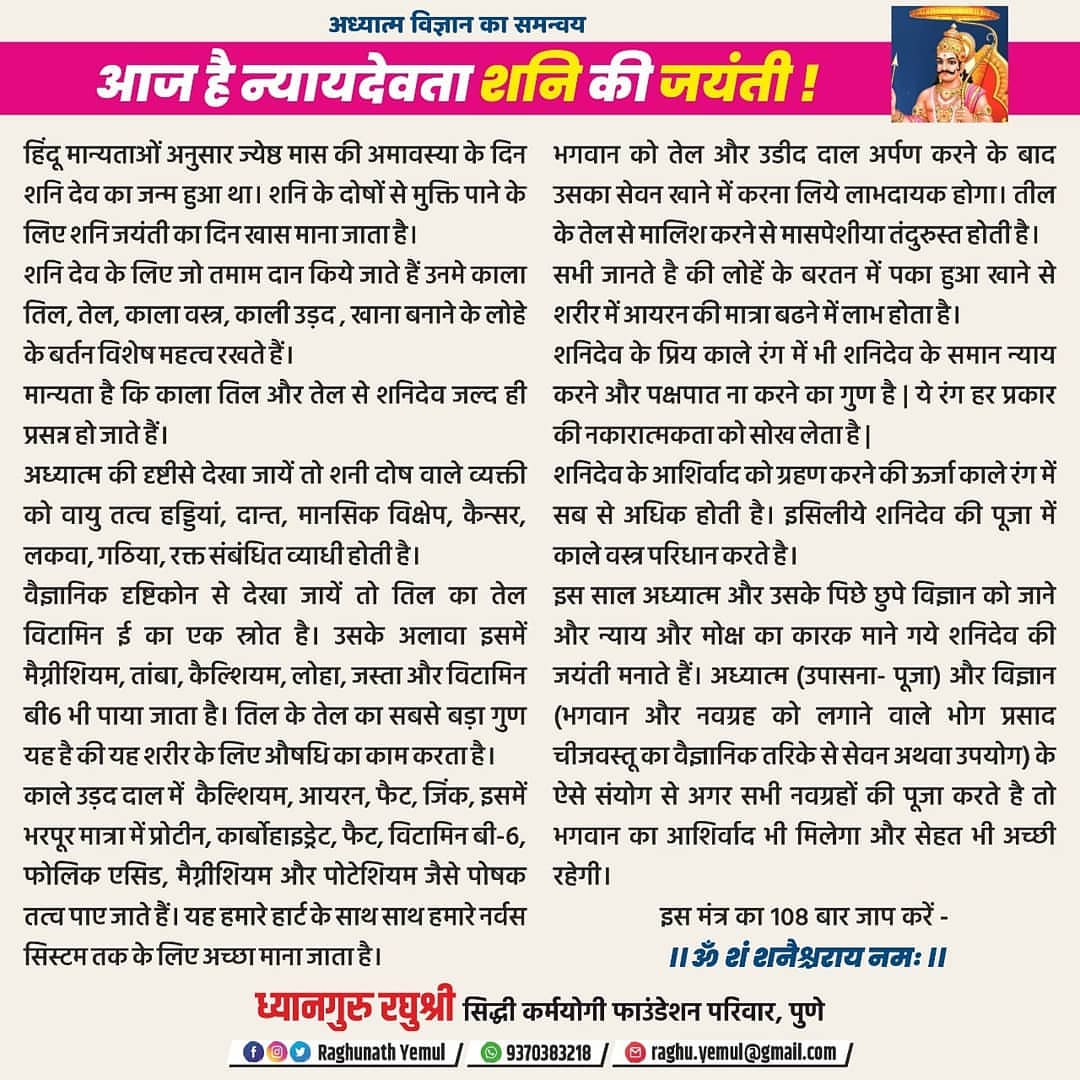 अध्यात्म विज्ञान का समन्वय
आज है न्यायदेवता शनि की जयंती !
हिंदू मान्यताओं अनुसार ज्येष्ठ मास की अमावस्या के दिन
शनि देव का जन्म हुआ था। शनि के दोषों से मुक्ति पाने के
लिए शनि जयंती का दिन खास माना जाता है।
शनि देव के लिए जो तमाम दान किये जाते हैं उनमे काला
तिल, तेल, काला वस्त्र, काली उड़द , खाना बनाने के लोहे
के बर्तन विशेष महत्व रखते हैं।
मान्यता है कि काला तिल और तेल से शनिदेव जल्द ही
प्रसन्न हो जाते हैं।
अध्यात्म की दृष्टीसे देखा जायें तो शनी दोष वाले व्यक्ती
को वायु तत्व हड्डियां, दान्त, मानसिक विक्षेप, कैन्सर,
लकवा, गठिया, रक्त संबंधित व्याधी होती है।
वैज्ञानिक दृष्टिकोन से देखा जायें तो तिल का तेल
विटामिन ई का एक स्रोत है। उसके अलावा इसमें
मैग्नीशियम, तांबा, कैल्शियम, लोहा, जस्ता और विटामिन
बी6 भी पाया जाता है। तिल के तेल का सबसे बड़ा गुण
यह है की यह शरीर के लिए औषधि का काम करता है।
काले उड़द दाल में कैल्शियम, आयरन, फैट, जिंक, इसमें
भरपूर मात्रा में प्रोटीन, कार्बोहाइड्रेट, फैट, विटामिन बी-6,
फोलिक एसिड, मैग्नीशियम और पोटेशियम जैसे पोषक
तत्व पाए जाते हैं। यह हमारे हार्ट के साथ साथ हमारे नर्वस
सिस्टम तक के लिए अच्छा माना जाता है।
भगवान को तेल और उडीद दाल अर्पण करने के बाद
उसका सेवन खाने में करना लिये लाभदायक होगा। तील
के तेल से मालिश करने से मासपेशीया तंदुरुस्त होती है।
सभी जानते है की लोहें के बरतन में पका हुआ खाने से
शरीर में आयरन की मात्रा बढने में लाभ होता है।
शनिदेव के प्रिय काले रंग में भी शनिदेव के समान न्याय
करने और पक्षपात ना करने का गुण है | ये रंग हर प्रकार
की नकारात्मकता को सोख लेता है |
शनिदेव के आशिर्वाद को ग्रहण करने की ऊर्जा काले रंग में
सब से अधिक होती है। इसिलीये शनिदेव की पूजा में
काले वस्त्र परिधान करते है।
इस साल अध्यात्म और उसके पिछे छुपे विज्ञान को जाने
और न्याय और मोक्ष का कारक माने गये शनिदेव की
जयंती मनाते हैं। अध्यात्म (उपासना- पूजा) और विज्ञान
(भगवान और नवग्रह को लगाने वाले भोग प्रसाद
चीजवस्तू का वैज्ञानिक तरिके से सेवन अथवा उपयोग) के
ऐसे संयोग से अगर सभी नवग्रहों की पूजा करते है तो
भगवान का आशिर्वाद भी मिलेगा और सेहत भी अच्छी
रहेगी।
इस मंत्र का 108 बार जाप करें -
।। ॐ शं शनैश्चराय नमः ।।
ध्यानगुरु रघुश्री सिद्धी कर्मयोगी फाउंडेशन परिवार, पुणे
Raghunath Yemul / 9370383218 / raghu.yemul@gmail.com